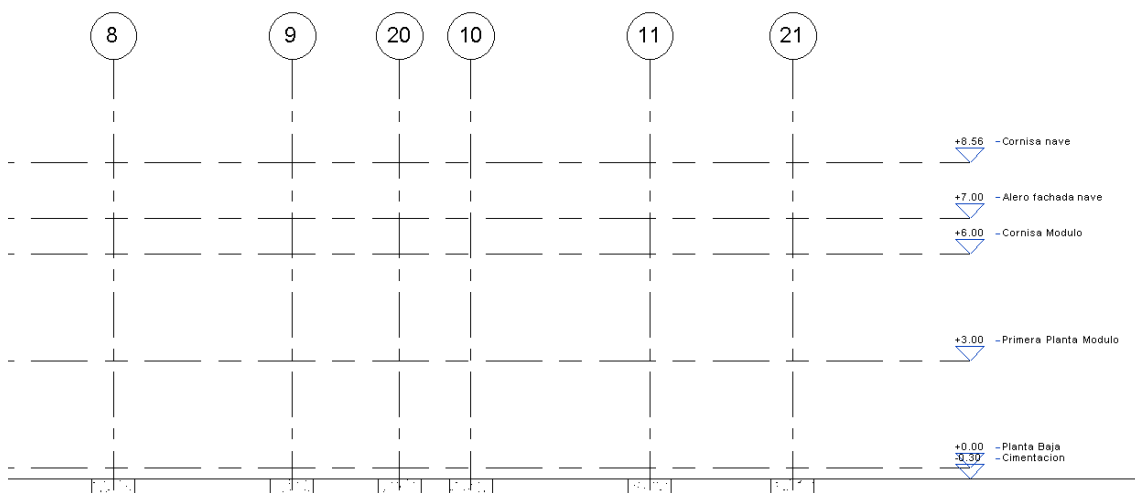 8 9 20 10 11 21
+8.56 - Cornisa nave
+7.00 - Alero fachada nave
+6.00 - Cornisa Modulo
+3.00 - Primera Planta Modulo
+0.00 - Planta Baja
-0.30 - Cimentacion